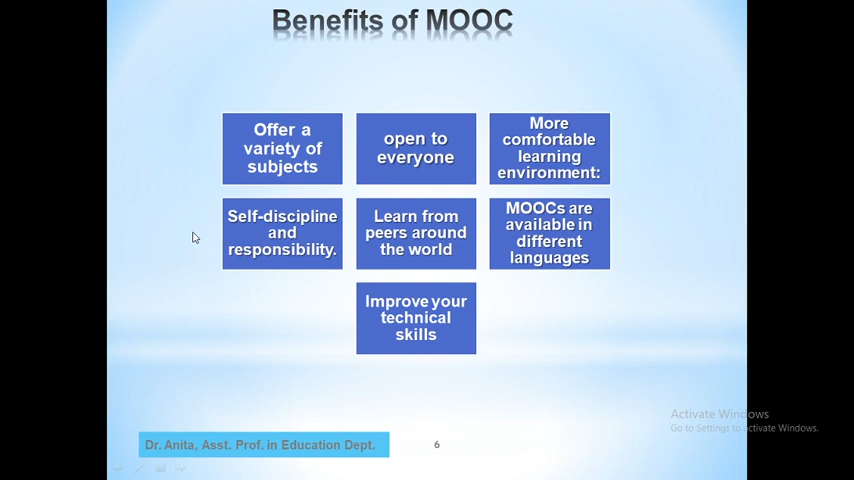 Benefits of MOOC
Offer a
variety of
subjects
open to
everyone
More
comfortable
learning
environment:
Self-discipline
and
responsibility.
Learn from
peers around
the world
MOOCs are
available in
different
languages
Improve your
technical
skills
Activate Windows
Go to Settings to activate Windows.
Dr. Anita, Asst. Prof. in Education Dept.
6